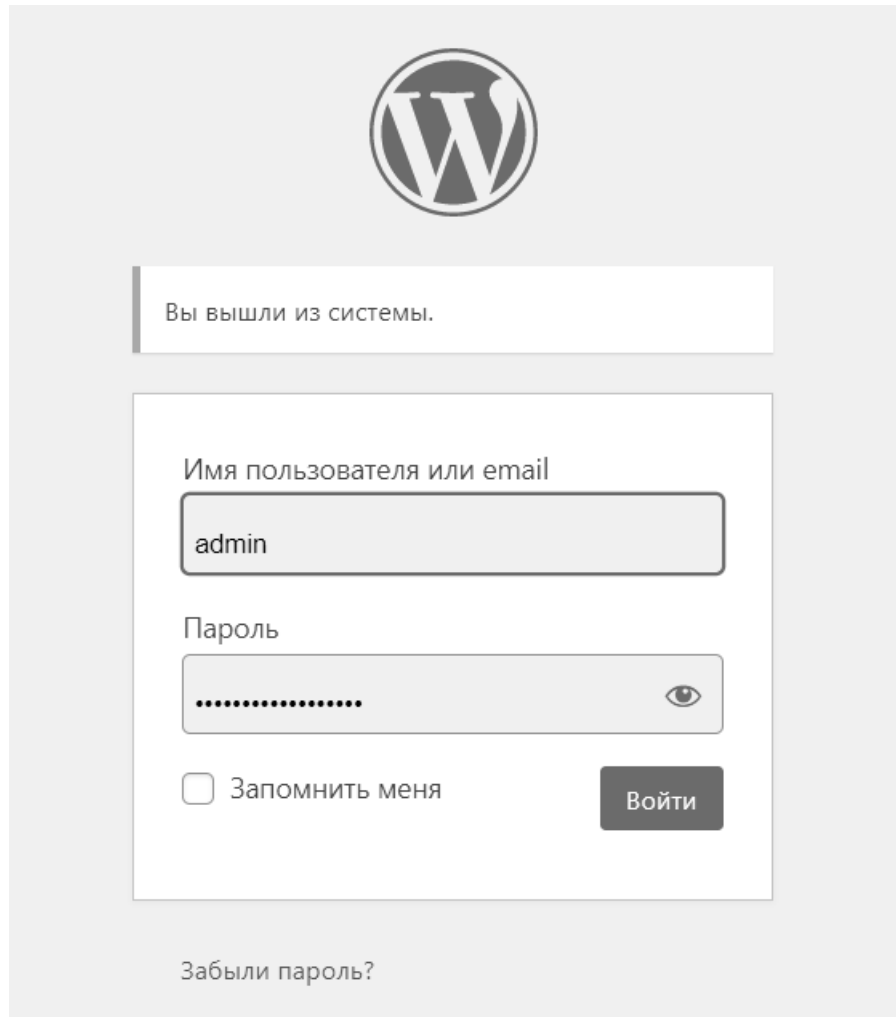 Вы вышли из системы.
Имя пользователя или email
admin
Пароль
••••••••••••••••••
Запомнить меня
Войти
Забыли пароль?